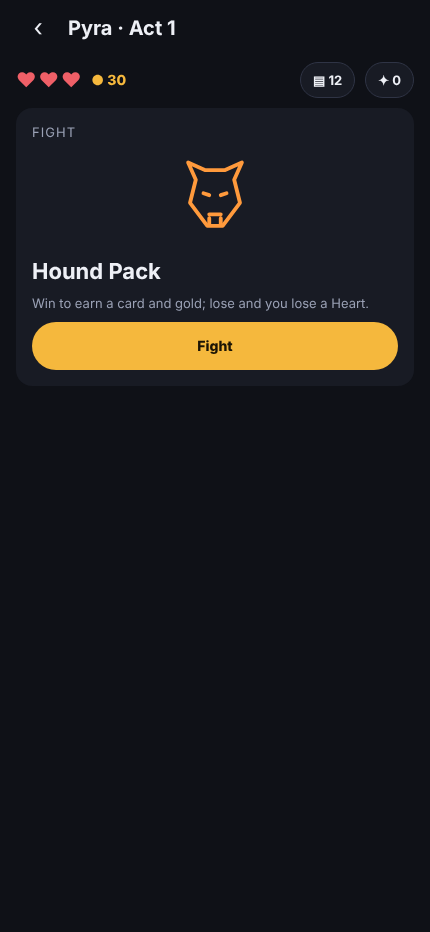 Pyra · Act 1
30
12
0
FIGHT
Hound Pack
Win to earn a card and gold; lose and you lose a Heart.
Fight